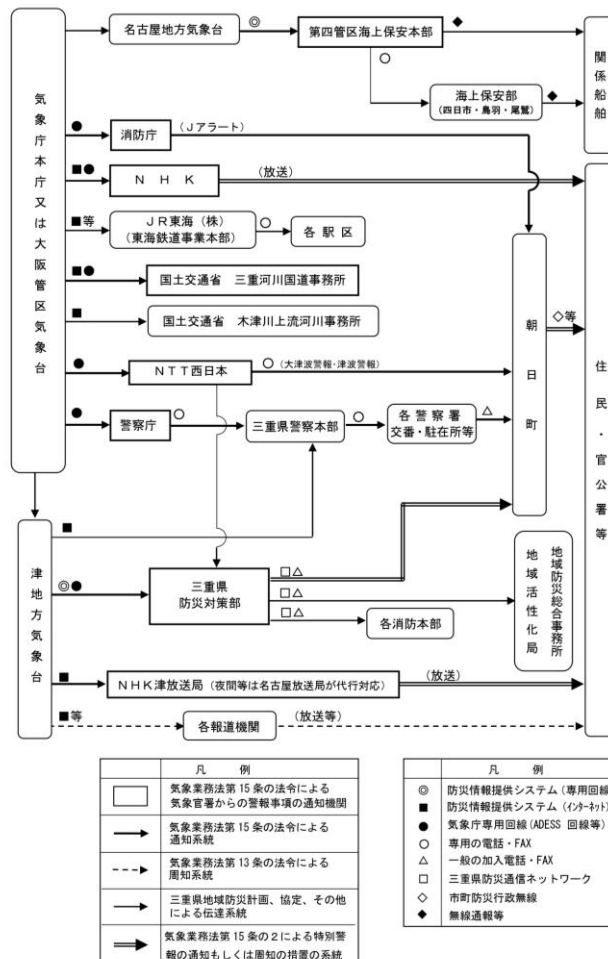 気象庁本庁又は大阪管区気象台
名古屋地方気象台
◎
第四管区海上保安本部
◆
○
海上保安部
(四日市・鳥羽・尾鷲)
◆
関係船舶
●
消防庁
(Jアラート)
■●
NHK
(放送)
■等
JR東海(株)
(東海鉄道事業本部)
○
各駅区
■●
国土交通省 三重河川国道事務所
■
国土交通省 木津川上流河川事務所
●
NTT西日本
○
(大津波警報・津波警報)
●
警察庁
○
三重県警察本部
○
各警察署
交番・駐在所等
△
朝日町
◇等
住民・官公署等
津地方気象台
■
◎●
三重県
防災対策部
□△
□△
□△
各消防本部
地域防災総合事務所
地域活性化局
■
NHK津放送局(夜間等は名古屋放送局が代行対応)
(放送)
■等
各報道機関
(放送等)
凡 例
気象業務法第15条の法令による
気象官署からの警報事項の通知機関
気象業務法第15条の法令による
通知系統
気象業務法第13条の法令による
周知系統
三重県地域防災計画、協定、その他
による伝達系統
気象業務法第15条の2による特別警
報の通知もしくは周知の措置の系統
凡 例
◎ 防災情報提供システム(専用回線)
■ 防災情報提供システム(インターネット)
● 気象庁専用回線(ADESS 回線等)
○ 専用の電話・FAX
△ 一般の加入電話・FAX
□ 三重県防災通信ネットワーク
◇ 市町防災行政無線
◆ 無線通報等